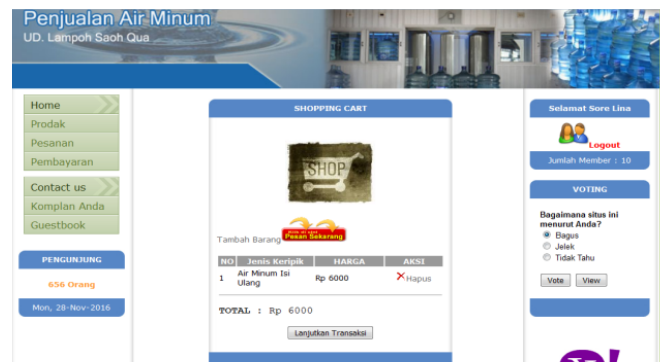 Penjualan Air Minum
UD. Lampoh Saoh Qua
Home
Prodak
Pesanan
Pembayaran
Contact us
Komplan Anda
Guestbook
PENGUNJUNG
656 Orang
Mon, 28-Nov-2016
SHOPPING CART
SHOP
Tambah Barang Pesan Sekarang
NO Jenis Keripik HARGA AKSI
1 Air Minum Isi Ulang Rp 6000 Hapus
TOTAL : Rp 6000
Lanjutkan Transaksi
Selamat Sore Lina
Logout
Jumlah Member : 10
VOTING
Bagaimana situs ini
menurut Anda?
Bagus
Jelek
Tidak Tahu
Vote View